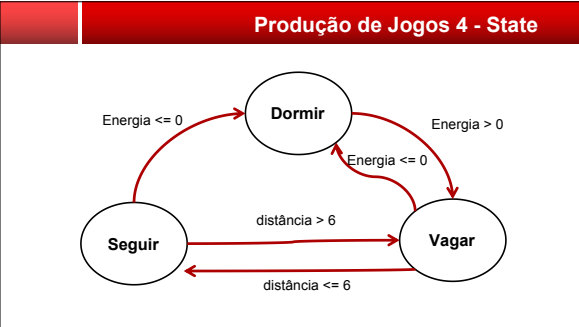 Produção de Jogos 4 - State
Dormir
Energia <= 0
Energia > 0
Energia <= 0
distância > 6
Seguir
Vagar
distância <= 6